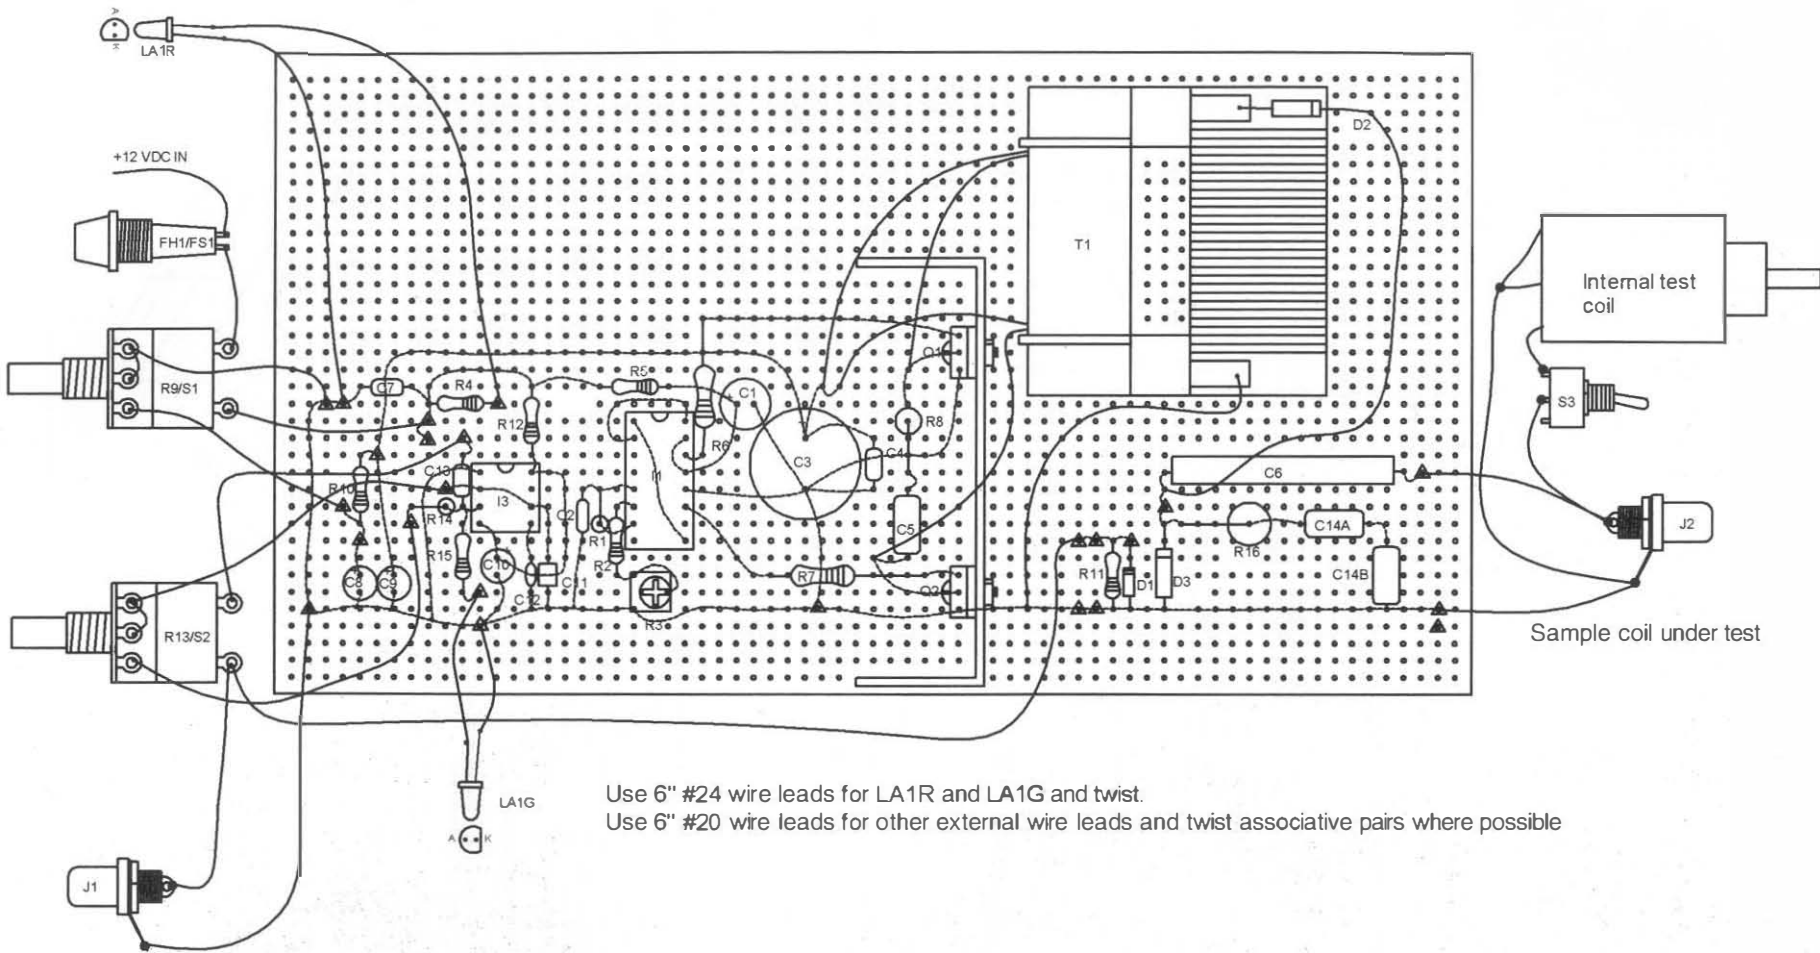 A
K
LA1R
D2
+12 VDC IN
FH1/FS1
T1
Internal test
coil
Q1
R5
C7
R4
R9/S1
C1
S3
R12
R8
R6
C4
C3
C6
C13
R10
I1
I3
C2
R14
C5
C14A
J2
R1
R16
R15
R2
C10
R7
R11
C14B
C8
C9
C11
D1
D3
Q2
C12
R3
R13/S2
Sample coil under test
LA1G
Use 6" #24 wire leads for LA1R and LA1G and twist.
Use 6" #20 wire leads for other external wire leads and twist associative pairs where possible
A
K
J1